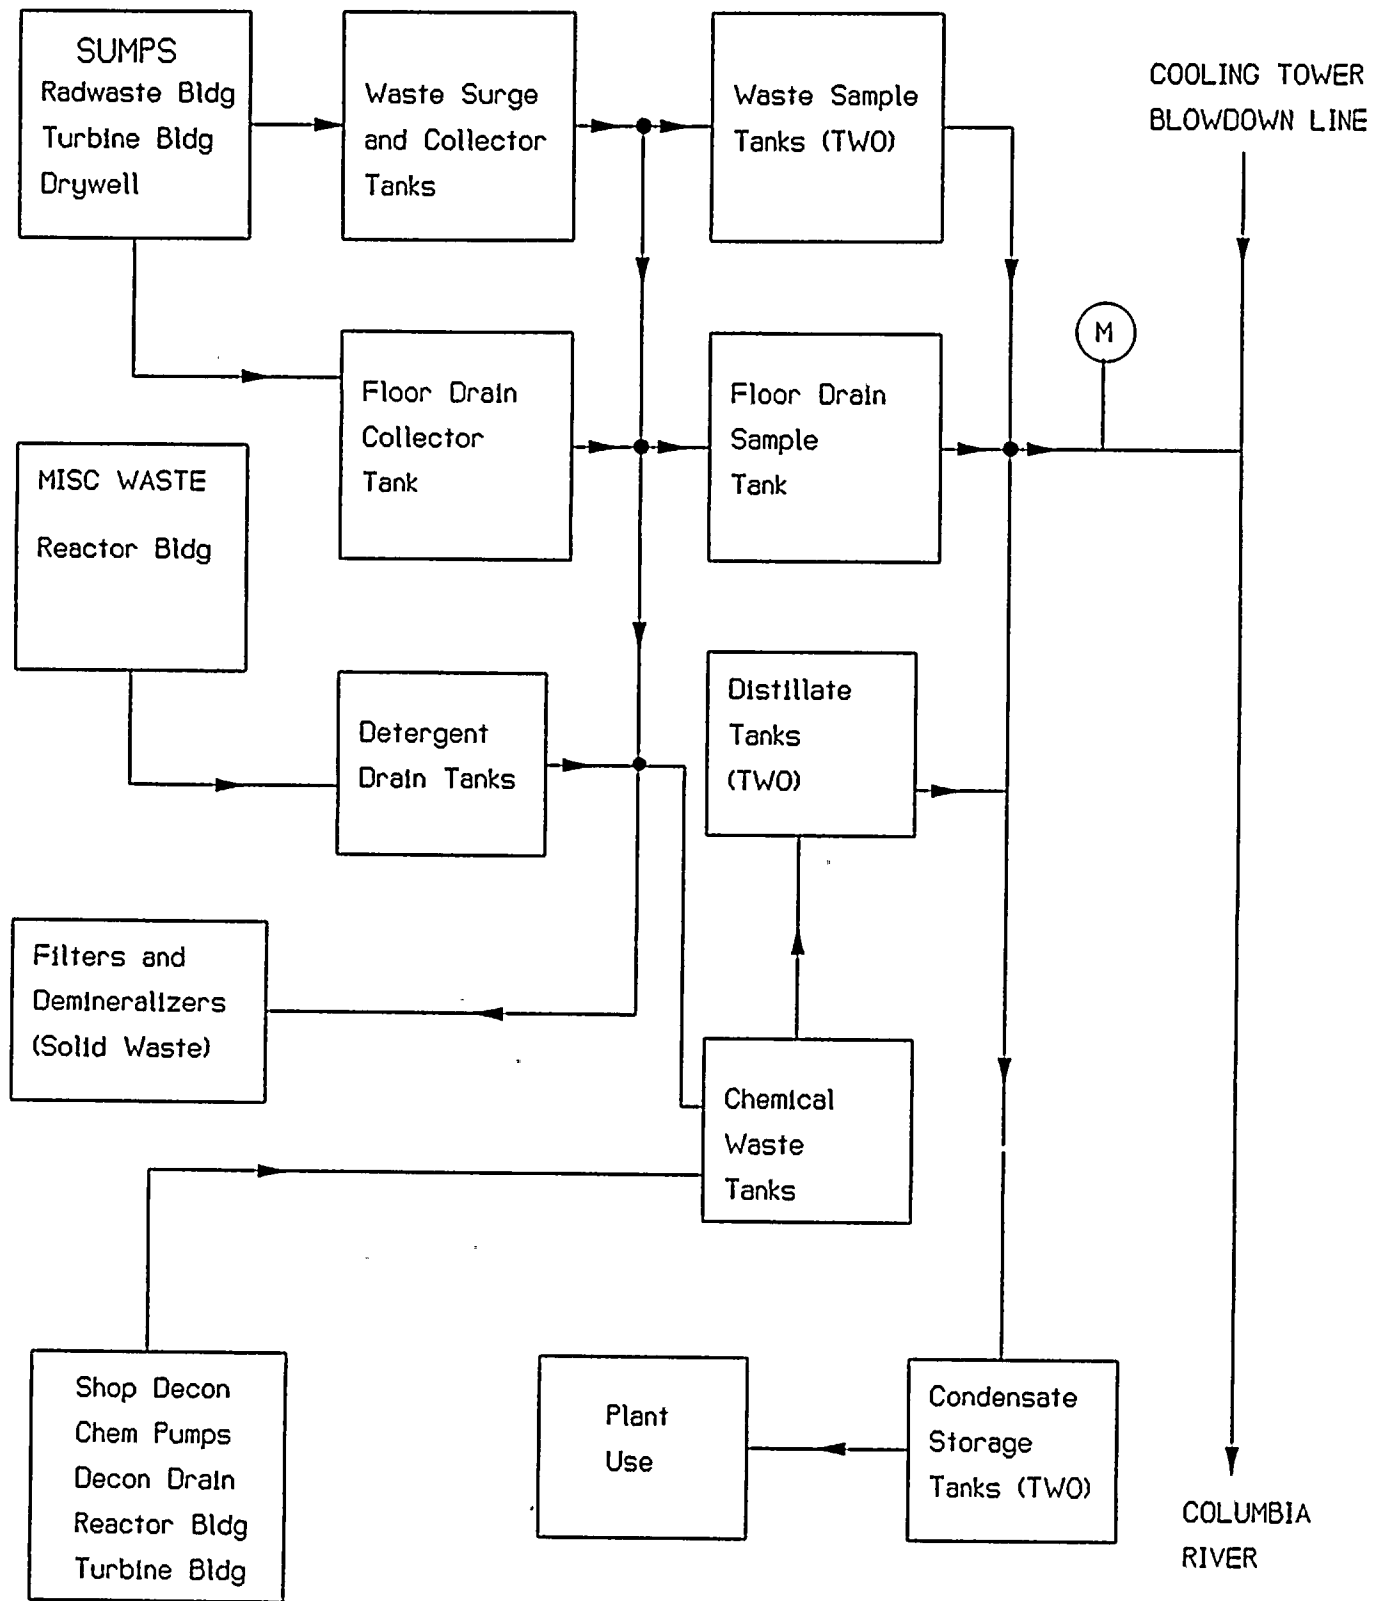 SUMPS
Radwaste Bldg
Turbine Bldg
Drywell
Waste Surge
and Collector
Tanks
Waste Sample
Tanks (TWO)
COOLING TOWER
BLOWDOWN LINE
M
Floor Drain
Collector
Tank
Floor Drain
Sample
Tank
MISC WASTE
Reactor Bldg
Detergent
Drain Tanks
Distillate
Tanks
(TWO)
Filters and
Demineralizers
(Solid Waste)
Chemical
Waste
Tanks
Shop Decon
Chem Pumps
Decon Drain
Reactor Bldg
Turbine Bldg
Plant
Use
Condensate
Storage
Tanks (TWO)
COLUMBIA
RIVER